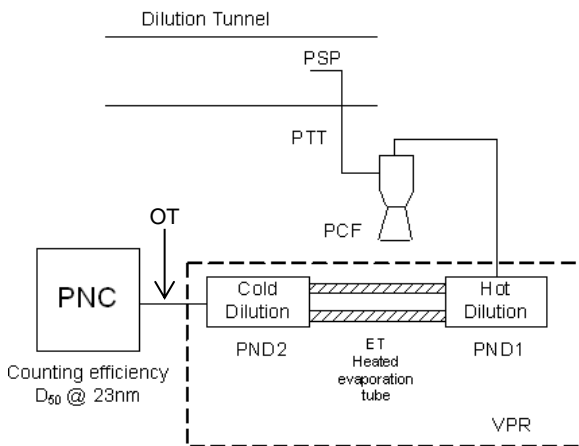 Dilution Tunnel
PSP
PTT
PCF
OT
PNC
Cold
Dilution
Hot
Dilution
PND2
ET
Heated
evaporation
tube
PND1
Counting efficiency
D₅₀ @ 23nm
VPR